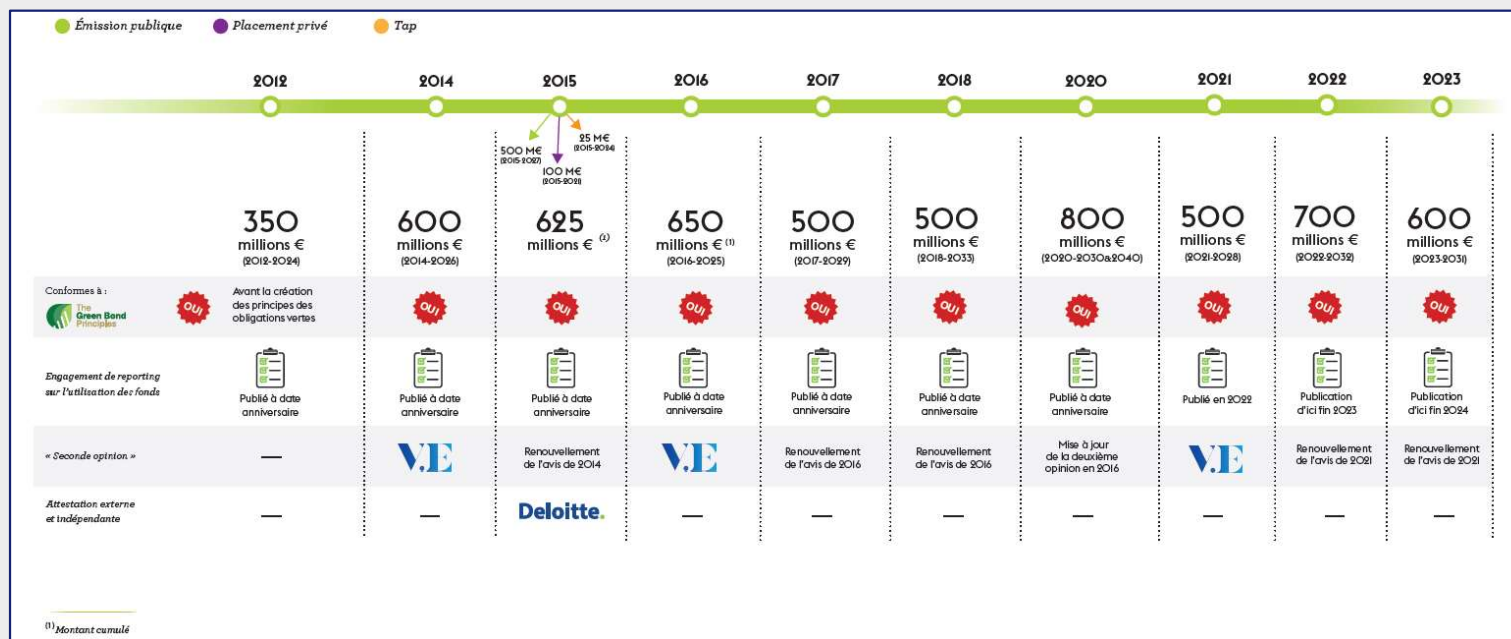 Émission publique
Placement privé
Tap
2012
2014
2015
2016
2017
2018
2020
2021
2022
2023
500 M€
(2015-2027)
100 M€
(2015-2021)
25 M€
(2015-2024)
350
millions €
(2012-2024)
600
millions €
(2014-2026)
625
millions € (1)
650
millions € (1)
(2016-2025)
500
millions €
(2017-2029)
500
millions €
(2018-2033)
800
millions €
(2020-2030&2040)
500
millions €
(2021-2028)
700
millions €
(2022-2032)
600
millions €
(2023-2031)
Conformes à :
The
Green Bond
Principles
OUI
Avant la création
des principes des
obligations vertes
OUI
OUI
OUI
OUI
OUI
OUI
OUI
OUI
OUI
Engagement de reporting
sur l'utilisation des fonds
Publié à date
anniversaire
Publié à date
anniversaire
Publié à date
anniversaire
Publié à date
anniversaire
Publié à date
anniversaire
Publié à date
anniversaire
Publié à date
anniversaire
Publié en 2022
Publication
d'ici fin 2023
Publication
d'ici fin 2024
« Seconde opinion »
—
V.E
Renouvellement
de l'avis de 2014
V.E
Renouvellement
de l'avis de 2016
Renouvellement
de l'avis de 2016
Mise à jour
de la deuxième
opinion en 2016
V.E
Renouvellement
de l'avis de 2021
Renouvellement
de l'avis de 2021
Attestation externe
et indépendante
—
—
Deloitte.
—
—
—
—
—
—
—
(1) Montant cumulé